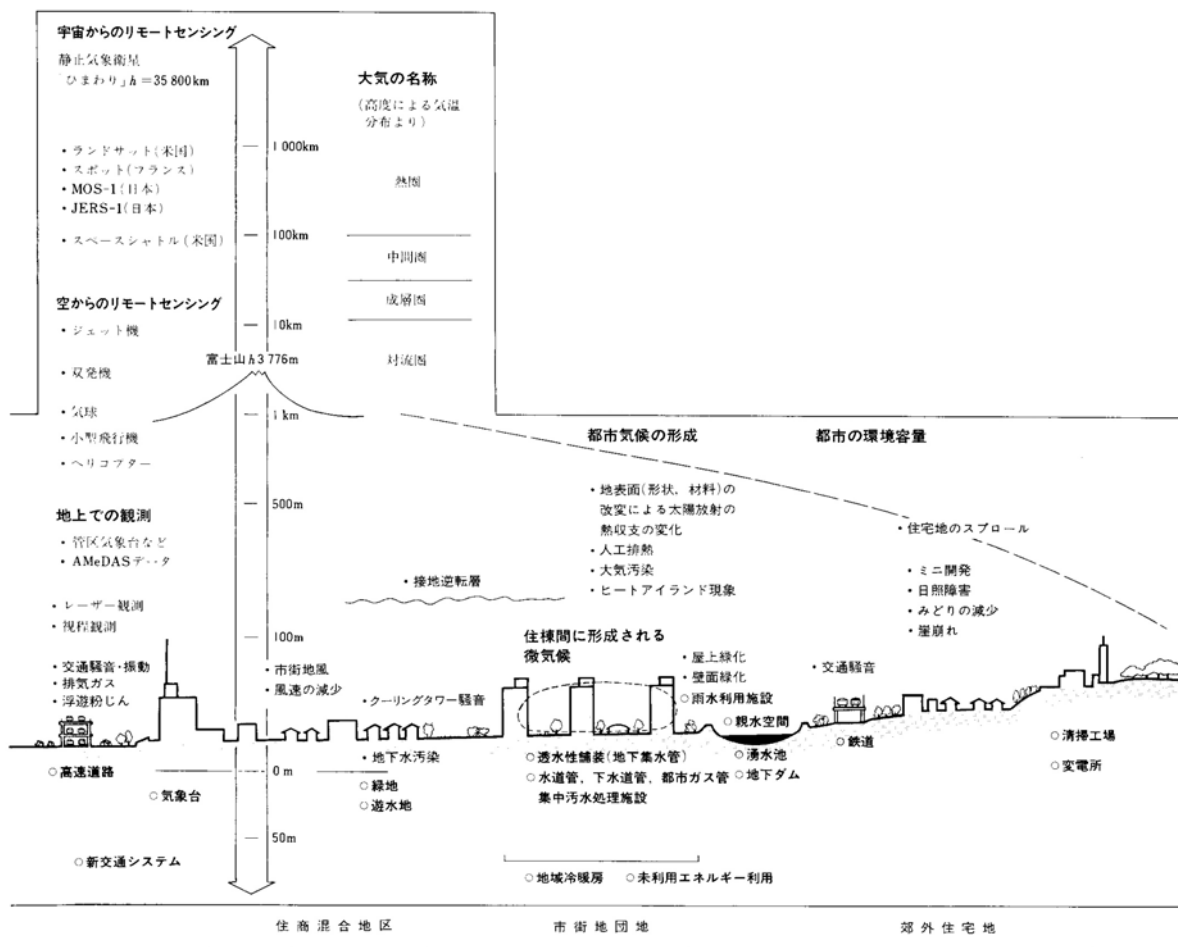 宇宙からのリモートセンシング
静止気象衛星
「ひまわり」h=35 800km
・ランドサット(米国)
・スポット(フランス)
・MOS-1(日本)
・JERS-1(日本)
・スペースシャトル(米国)
空からのリモートセンシング
・ジェット機
・双発機
・気球
・小型飛行機
・ヘリコプター
地上での観測
・管区気象台など
・AMeDASデータ
・レーザー観測
・視程観測
・交通騒音・振動
・排気ガス
・浮遊粉じん
○高速道路
○気象台
○新交通システム
1 000km
100km
10km
富士山h3 776m
1 km
500m
100m
0 m
50m
大気の名称
(高度による気温
分布より)
熱圏
中間圏
成層圏
対流圏
・市街地風
・風速の減少
・接地逆転層
・クーリングタワー騒音
・地下水汚染
○緑地
○遊水地
都市気候の形成
・地表面(形状,材料)の
改変による太陽放射の
熱収支の変化
・人工排熱
・大気汚染
・ヒートアイランド現象
住棟間に形成される
微気候
・屋上緑化
・壁面緑化
○雨水利用施設
○親水空間
○透水性舗装(地下集水管)
○水道管,下水道管,都市ガス管
集中汚水処理施設
○湧水池
○地下ダム
○地域冷暖房 ○未利用エネルギー利用
都市の環境容量
・住宅地のスプロール
・ミニ開発
・日照障害
・みどりの減少
・崖崩れ
・交通騒音
○鉄道
○清掃工場
○変電所
住商混合地区
市街地団地
郊外住宅地